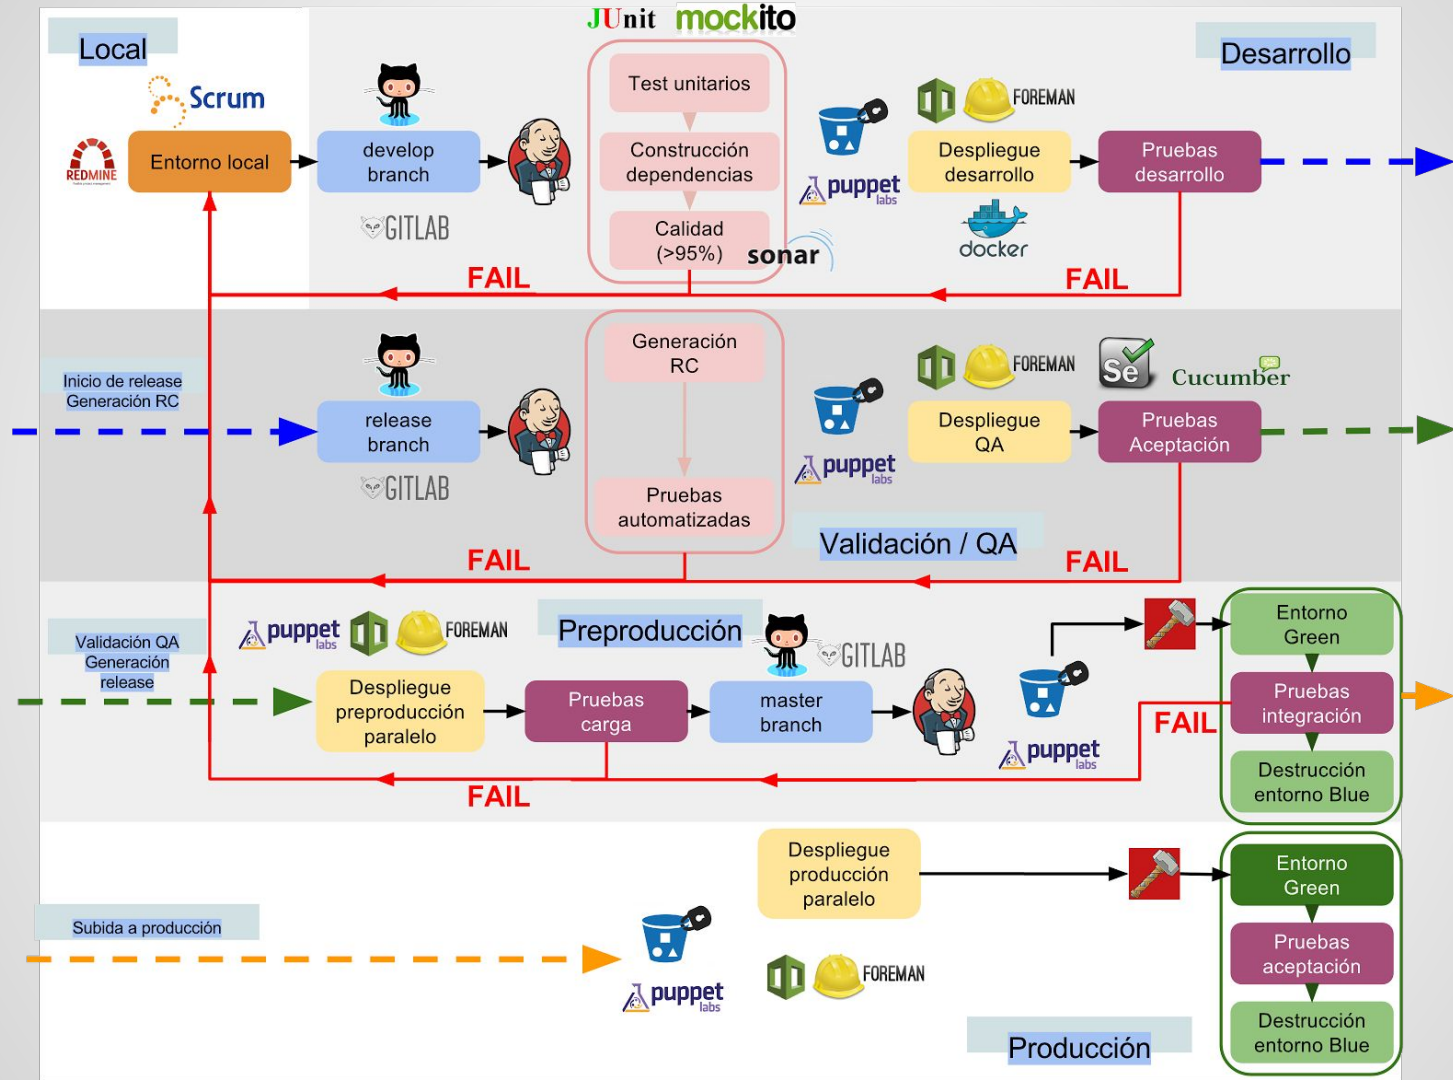 JUnit mockito
Local
Desarrollo
Scrum
Test unitarios
FOREMAN
REDMINE
Entorno local
develop
branch
Construcción
dependencias
Despliegue
desarrollo
Pruebas
desarrollo
puppet
labs
GITLAB
Calidad
(>95%)
sonar
docker
FAIL
FAIL
Inicio de release
Generación RC
Generación
RC
FOREMAN
Se
Cucumber
release
branch
Despliegue
QA
Pruebas
Aceptación
puppet
labs
GITLAB
Pruebas
automatizadas
Validación / QA
FAIL
FAIL
Validación QA
Generación
release
puppet
labs
FOREMAN
Preproducción
GITLAB
Entorno
Green
Despliegue
preproducción
paralelo
Pruebas
carga
master
branch
Pruebas
integración
FAIL
puppet
labs
Destrucción
entorno Blue
FAIL
Despliegue
producción
paralelo
Entorno
Green
Subida a producción
Pruebas
aceptación
puppet
labs
FOREMAN
Destrucción
entorno Blue
Producción